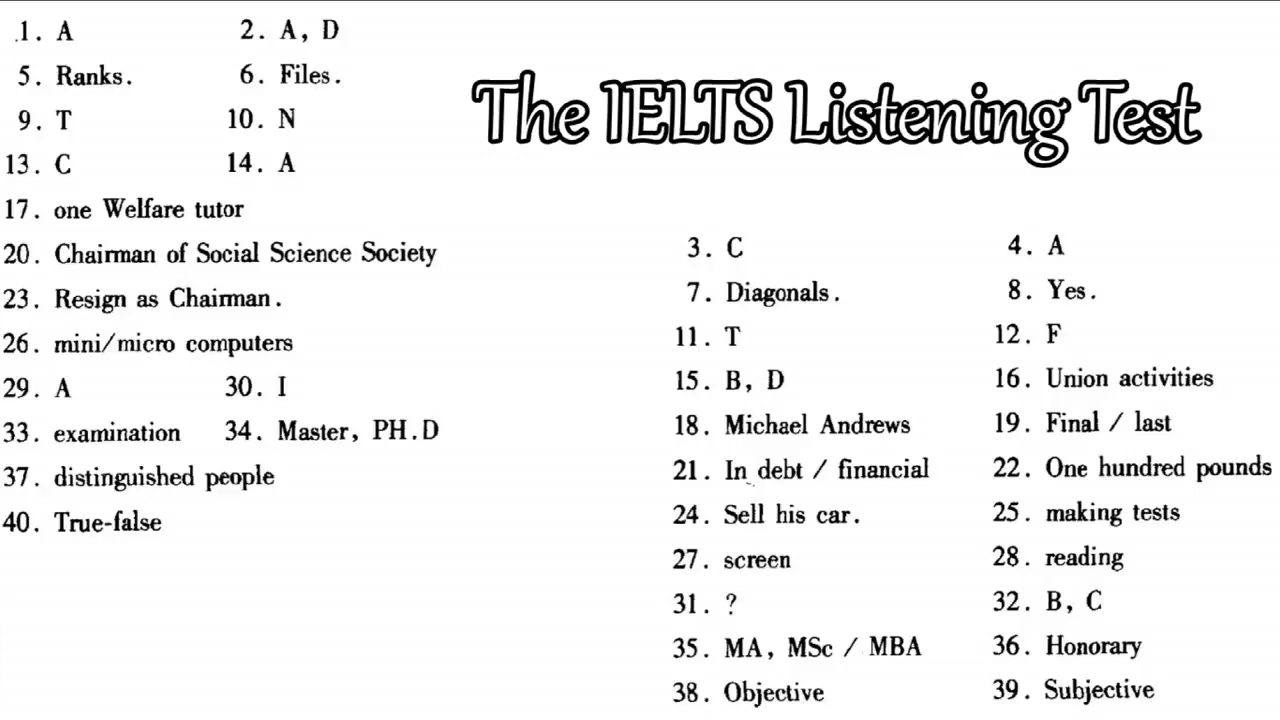 The IELTS Listening Test
1. A 2. A, D
5. Ranks. 6. Files.
9. T 10. N
13. C 14. A
17. one Welfare tutor
20. Chairman of Social Science Society
23. Resign as Chairman.
26. mini/micro computers
29. A 30. I
33. examination 34. Master, PH.D
37. distinguished people
40. True-false
3. C 4. A
7. Diagonals. 8. Yes.
11. T 12. F
15. B, D 16. Union activities
18. Michael Andrews 19. Final / last
21. In debt / financial 22. One hundred pounds
24. Sell his car. 25. making tests
27. screen 28. reading
31. ? 32. B, C
35. MA, MSc / MBA 36. Honorary
38. Objective 39. Subjective